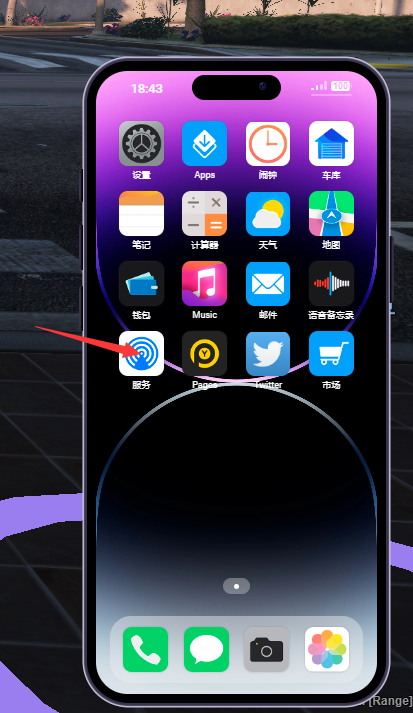 18:43
100
设置
Apps
闹钟
车库
笔记
计算器
天气
地图
钱包
Music
邮件
语音备忘录
服务
Pages
Twitter
市场
[Range]